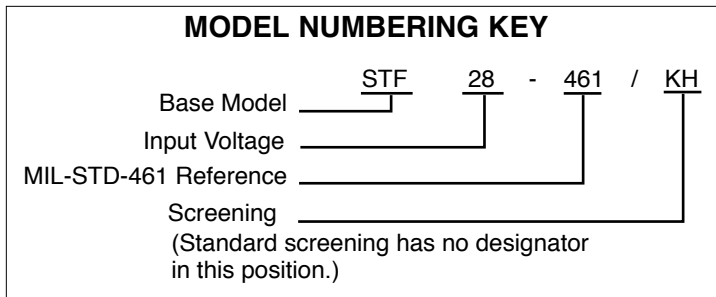 MODEL NUMBERING KEY
STF 28 - 461 / KH
Base Model
Input Voltage
MIL-STD-461 Reference
Screening
(Standard screening has no designator
in this position.)